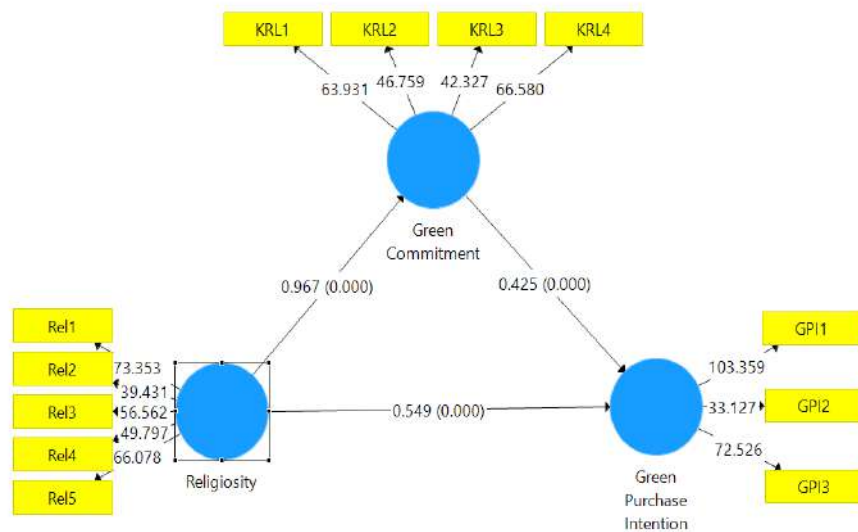 KRL1
KRL2
KRL3
KRL4
63.931
46.759
42.327
66.580
Green
Commitment
0.967 (0.000)
0.425 (0.000)
Rel1
Rel2
Rel3
Rel4
Rel5
73.353
39.431
56.562
49.797
66.078
Religiosity
0.549 (0.000)
GPI1
GPI2
GPI3
103.359
33.127
72.526
Green
Purchase
Intention